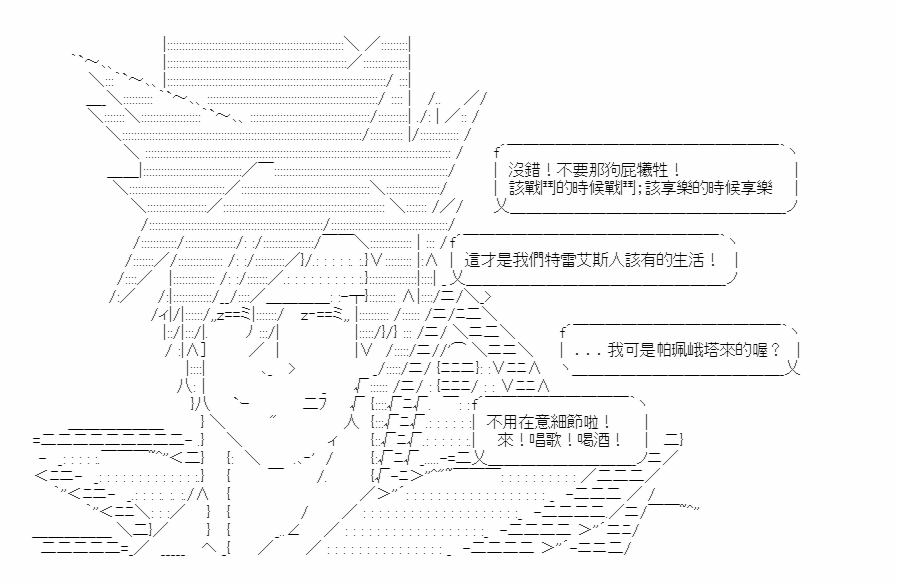 沒錯!不要那狗屁犧牲!
該戰鬥的時候戰鬥;該享樂的時候享樂
這才是我們特雷艾斯人該有的生活!
...我可是帕珮峨塔來的喔?
不用在意細節啦!
來!唱歌!喝酒!